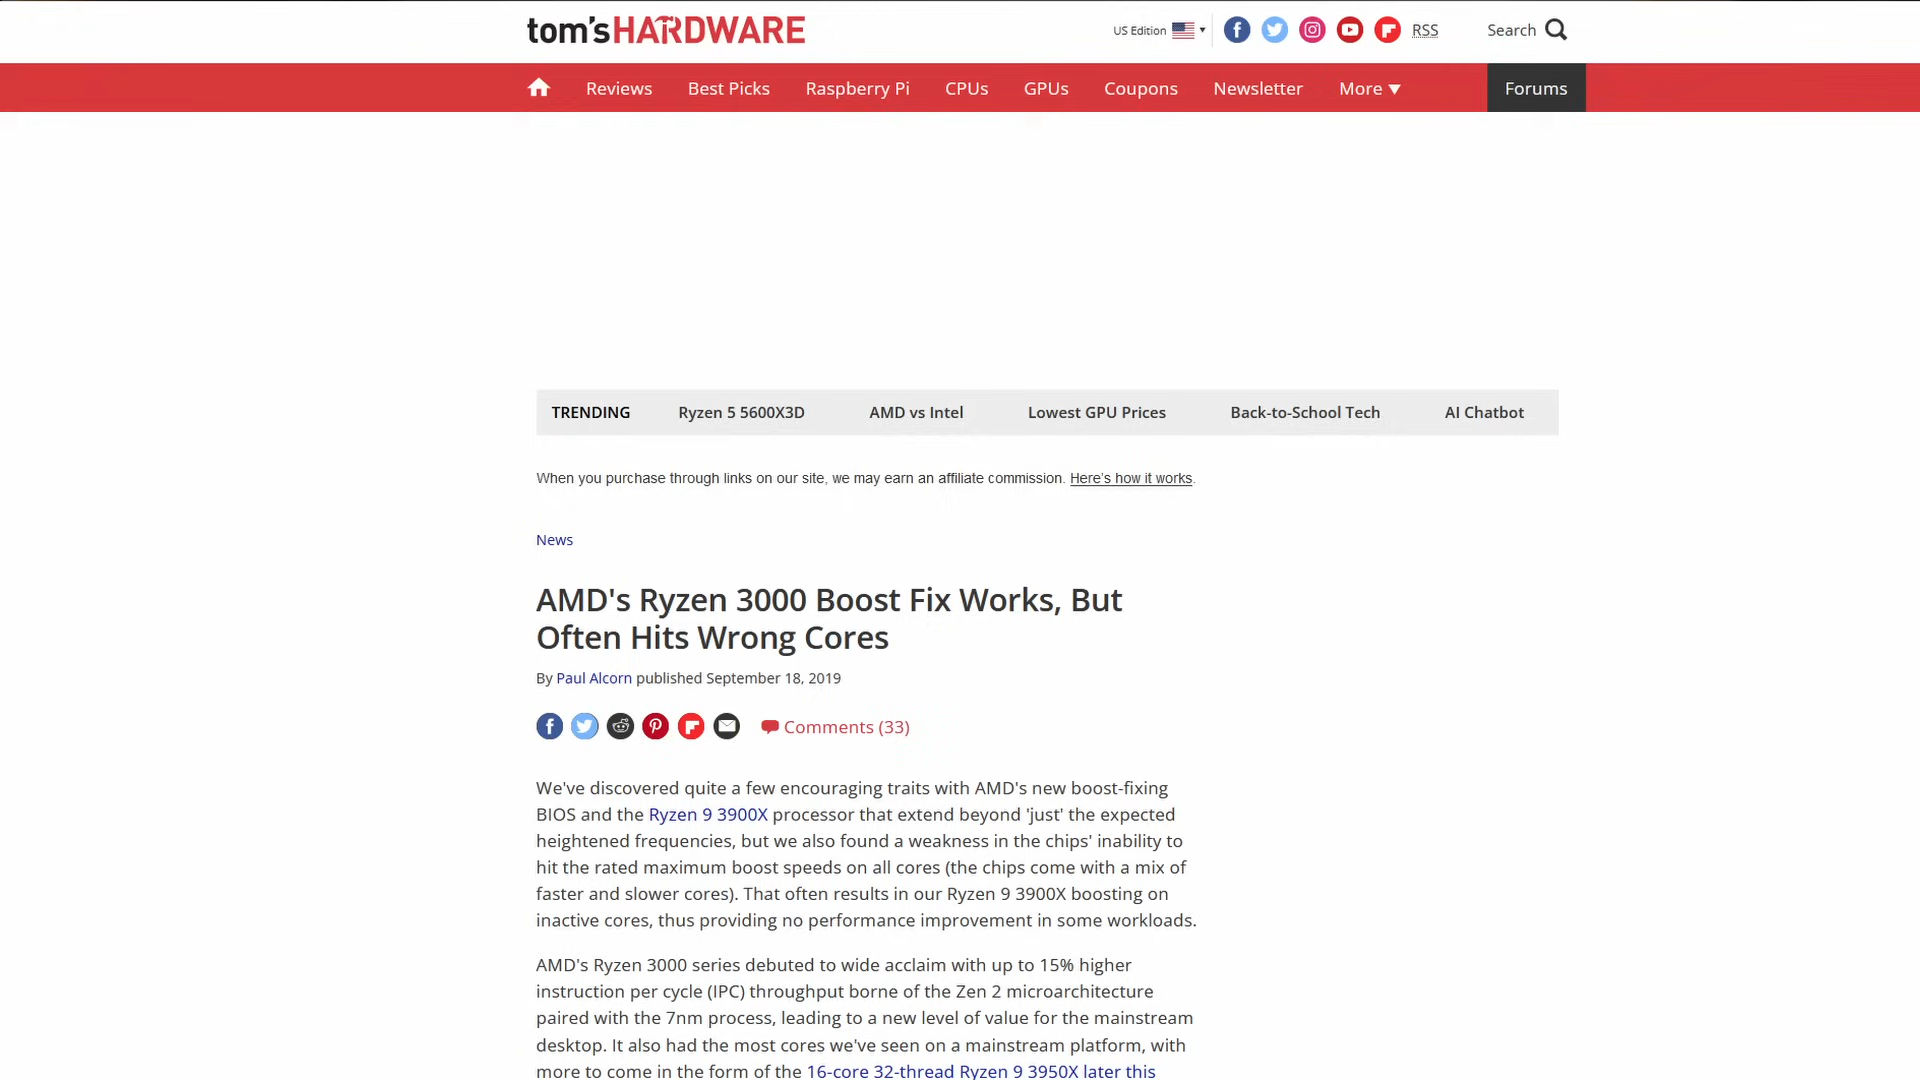 tom's HARDWARE
US Edition
RSS
Search
Reviews
Best Picks
Raspberry Pi
CPUs
GPUs
Coupons
Newsletter
More
Forums
TRENDING
Ryzen 5 5600X3D
AMD vs Intel
Lowest GPU Prices
Back-to-School Tech
AI Chatbot
When you purchase through links on our site, we may earn an affiliate commission. Here's how it works.
News
AMD's Ryzen 3000 Boost Fix Works, But
Often Hits Wrong Cores
By Paul Alcorn published September 18, 2019
Comments (33)
We've discovered quite a few encouraging traits with AMD's new boost-fixing
BIOS and the Ryzen 9 3900X processor that extend beyond 'just' the expected
heightened frequencies, but we also found a weakness in the chips' inability to
hit the rated maximum boost speeds on all cores (the chips come with a mix of
faster and slower cores). That often results in our Ryzen 9 3900X boosting on
inactive cores, thus providing no performance improvement in some workloads.
AMD's Ryzen 3000 series debuted to wide acclaim with up to 15% higher
instruction per cycle (IPC) throughput borne of the Zen 2 microarchitecture
paired with the 7nm process, leading to a new level of value for the mainstream
desktop. It also had the most cores we've seen on a mainstream platform, with
more to come in the form of the 16-core 32-thread Ryzen 9 3950X later this